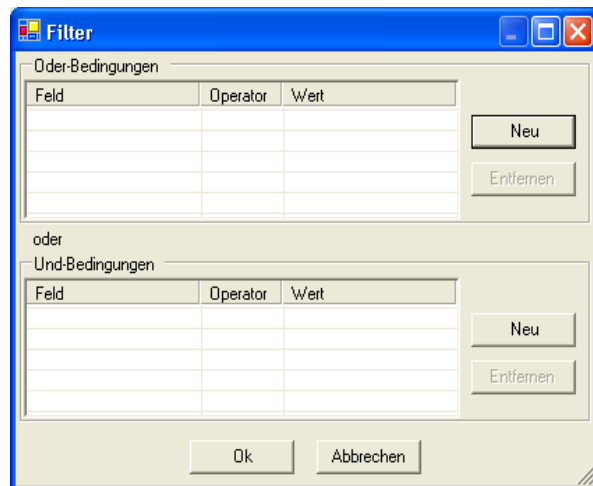 Filter
Oder-Bedingungen
Feld Operator Wert
Neu
Entfernen
oder
Und-Bedingungen
Feld Operator Wert
Neu
Entfernen
Ok Abbrechen